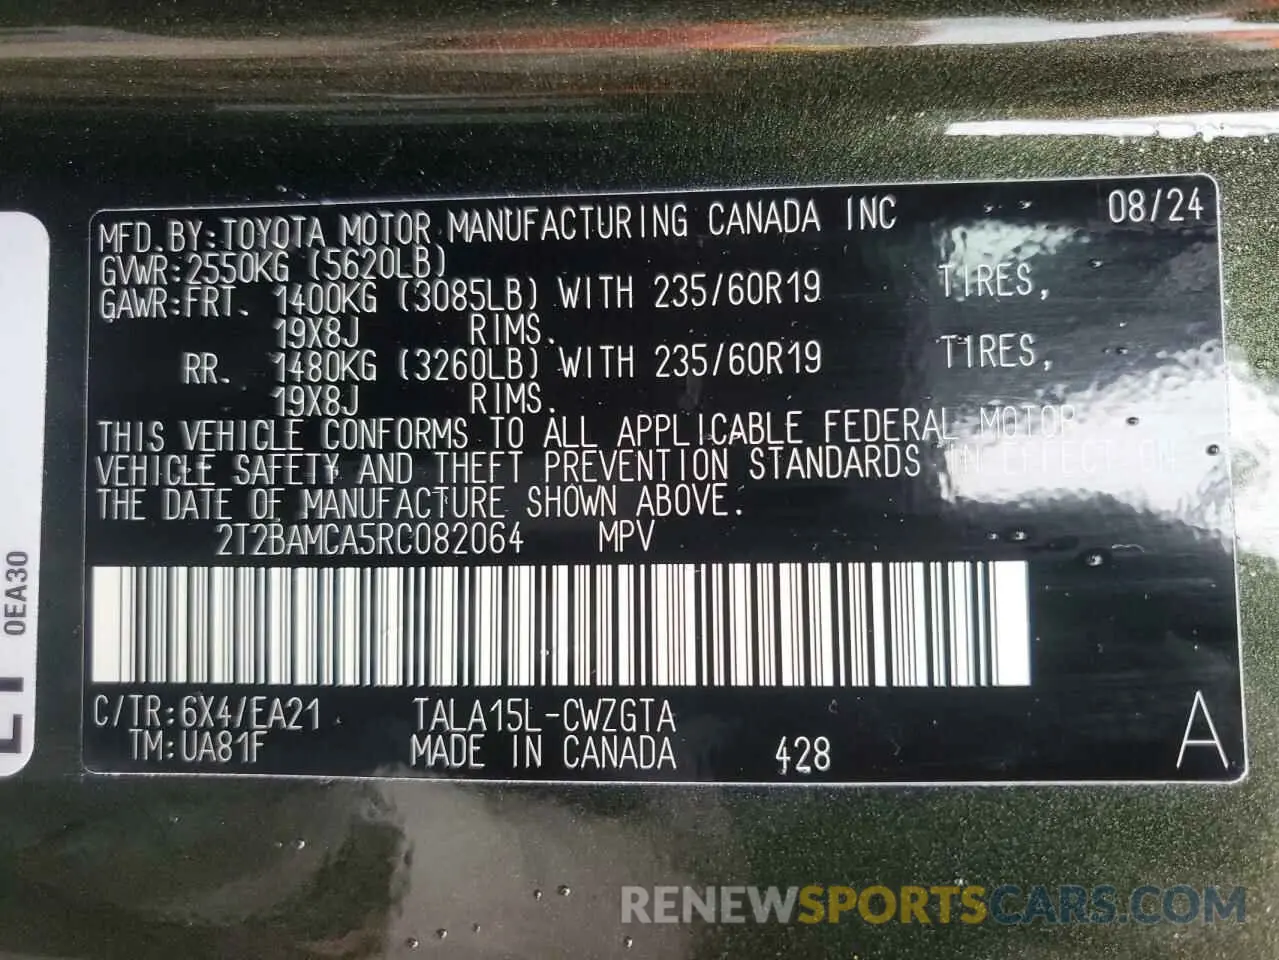 MFD.BY:TOYOTA MOTOR MANUFACTURING CANADA INC 08/24
GVWR:2550KG (5620LB)
GAWR:FRT. 1400KG (3085LB) WITH 235/60R19 TIRES,
19X8J RIMS.
RR. 1480KG (3260LB) WITH 235/60R19 TIRES,
19X8J RIMS.
THIS VEHICLE CONFORMS TO ALL APPLICABLE FEDERAL MOTOR
VEHICLE SAFETY AND THEFT PREVENTION STANDARDS IN EFFECT ON
THE DATE OF MANUFACTURE SHOWN ABOVE.
2T2BAMCA5RC082064 MPV
C/TR:6X4/EA21 TALA15L-CWZGTA
TM:UA81F MADE IN CANADA 428 A
0EA30
RENEWSPORTSCARS.COM